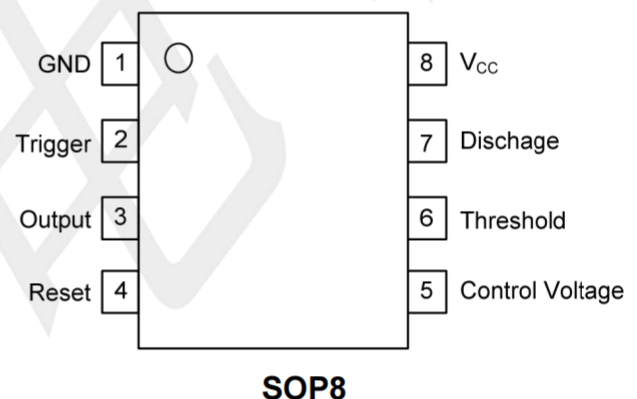 GND 1 8 VCC
Trigger 2 7 Dischage
Output 3 6 Threshold
Reset 4 5 Control Voltage
SOP8